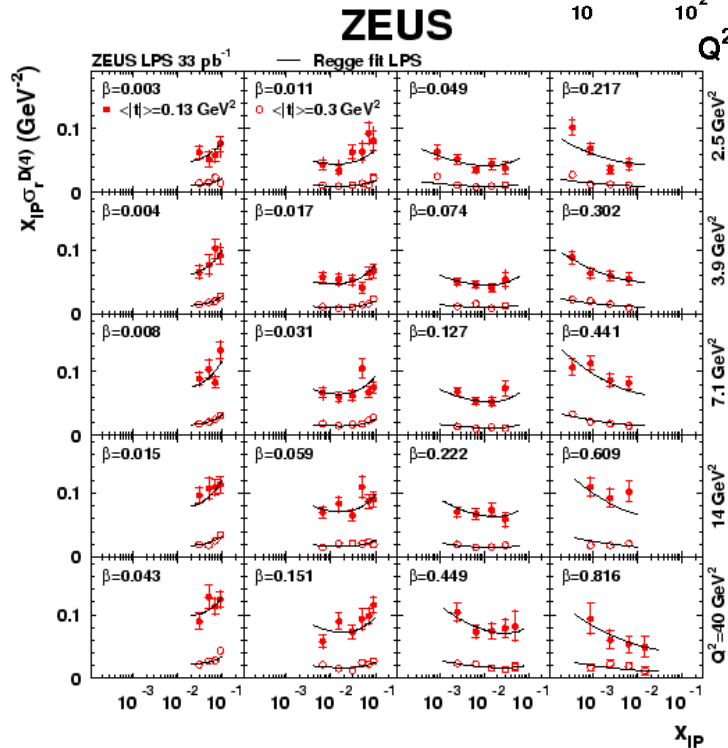 ZEUS
10 10²
Q²
ZEUS LPS 33 pb⁻¹ — Regge fit LPS
β=0.003 β=0.011 β=0.049 β=0.217
<|t|>=0.13 GeV² <|t|>=0.3 GeV²
0.1
2.5 GeV²
X_IP σ_r^D(4) (GeV⁻²)
0
β=0.004 β=0.017 β=0.074 β=0.302
0.1
3.9 GeV²
0
β=0.008 β=0.031 β=0.127 β=0.441
0.1
7.1 GeV²
0
β=0.015 β=0.059 β=0.222 β=0.609
0.1
14 GeV²
0
β=0.043 β=0.151 β=0.449 β=0.816
0.1
Q²=40 GeV²
0
10⁻³ 10⁻² 10⁻¹ 10⁻³ 10⁻² 10⁻¹ 10⁻³ 10⁻² 10⁻¹ 10⁻³ 10⁻² 10⁻¹
X_IP